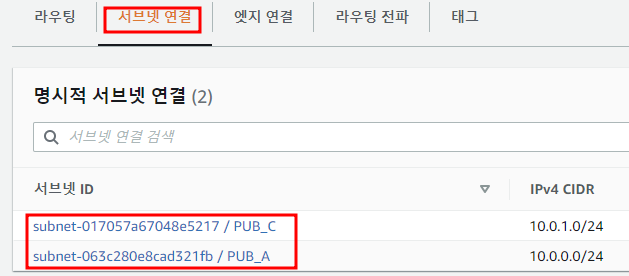 라우팅 서브넷 연결 엣지 연결 라우팅 전파 태그
명시적 서브넷 연결 (2)
서브넷 연결 검색
서브넷 ID IPv4 CIDR
subnet-017057a67048e5217 / PUB_C 10.0.1.0/24
subnet-063c280e8cad321fb / PUB_A 10.0.0.0/24